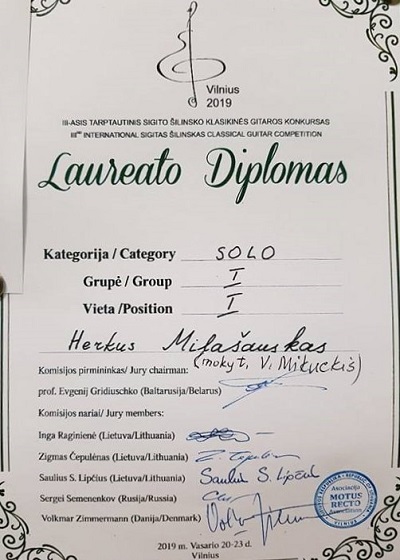 Vilnius
2019
III-ASIS TARPTAUTINIS SIGITO ŠILINSKO KLASIKINĖS GITAROS KONKURSAS
III INTERNATIONAL SIGITAS ŠILINSKAS CLASSICAL GUITAR COMPETITION
Laureato Diplomas
Kategorija / Category SOLO
Grupė / Group I
Vieta /Position I
Herkus Milašauskas
Komisijos pirmininkas/ Jury chairman: (mokyt. V. Mikuckis)
prof. Evgenij Gridiuschko (Baltarusija/Belarus)
Komisijos nariai/ Jury members:
Inga Raginienė (Lietuva/Lithuania)
Zigmas Čepulėnas (Lietuva/Lithuania)
Saulius S. Lipčius (Lietuva/Lithuania) Saulius S. Lipčius
Sergei Semenenkov (Rusija/Russia)
Volkmar Zimmermann (Danija/Denmark)
Asociacija
MOTUS
RECTO
2019 m. Vasario 20-23 d.
Vilnius